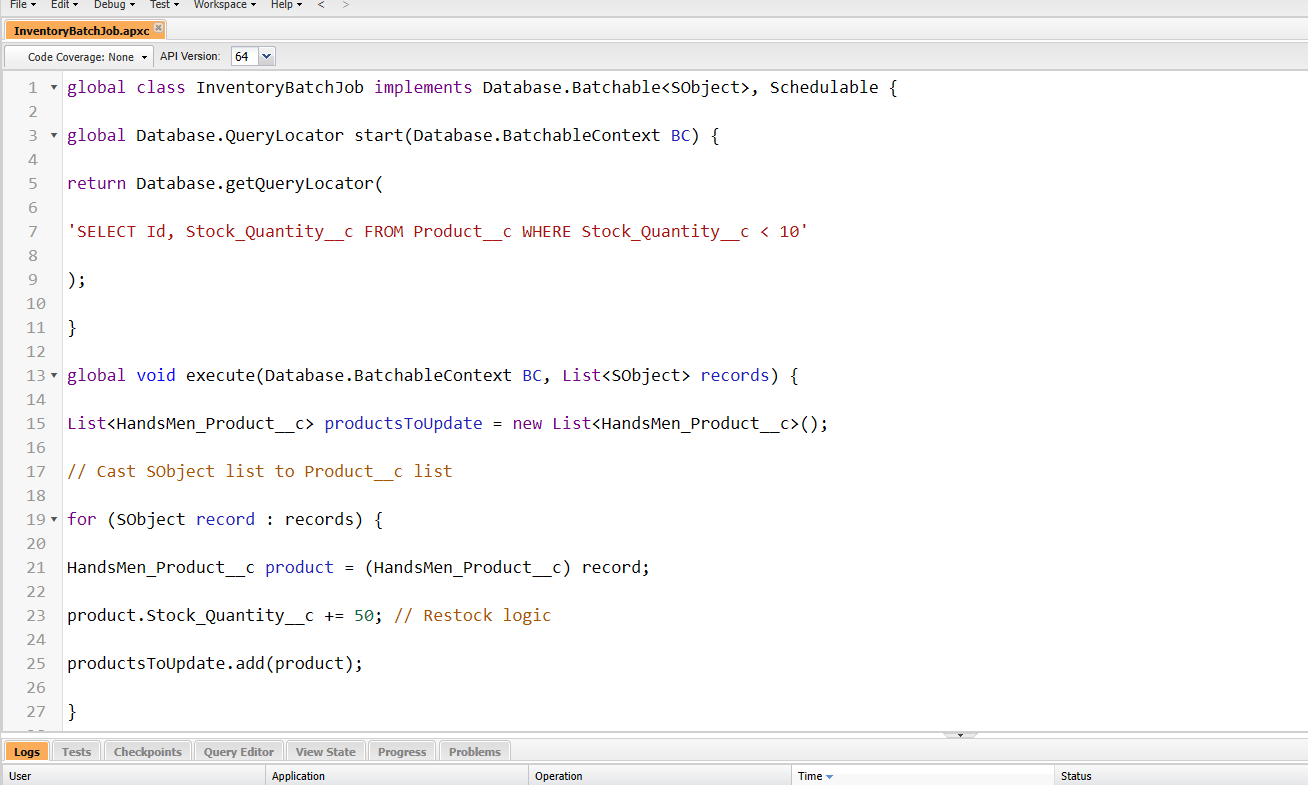 File Edit Debug Test Workspace Help < >
InventoryBatchJob.apxc
Code Coverage: None API Version: 64
1 global class InventoryBatchJob implements Database.Batchable<SObject>, Schedulable {
2
3 global Database.QueryLocator start(Database.BatchableContext BC) {
4
5 return Database.getQueryLocator(
6
7 'SELECT Id, Stock_Quantity__c FROM Product__c WHERE Stock_Quantity__c < 10'
8
9 );
10
11 }
12
13 global void execute(Database.BatchableContext BC, List<SObject> records) {
14
15 List<HandsMen_Product__c> productsToUpdate = new List<HandsMen_Product__c>();
16
17 // Cast SObject list to Product__c list
18
19 for (SObject record : records) {
20
21 HandsMen_Product__c product = (HandsMen_Product__c) record;
22
23 product.Stock_Quantity__c += 50; // Restock logic
24
25 productsToUpdate.add(product);
26
27 }
Logs Tests Checkpoints Query Editor View State Progress Problems
User Application Operation Time Status